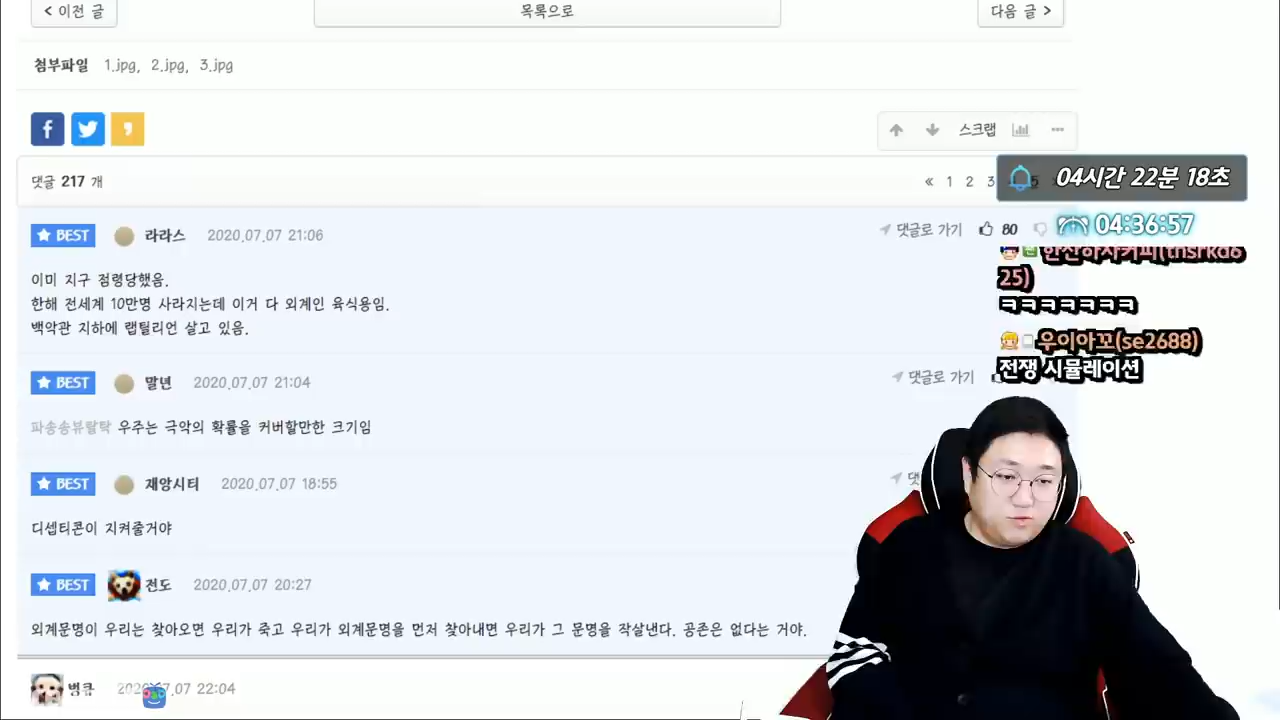 < 이전 글
목록으로
다음 글 >
첨부파일 1.jpg, 2.jpg, 3.jpg
스크랩
댓글 217 개
« 1 2 3 5
04시간 22분 18초
04:36:57
★ BEST 라라스 2020.07.07 21:06
댓글로 가기 80
이미 지구 점령당했음.
한해 전세계 10만명 사라지는데 이거 다 외계인 육식용임.
백악관 지하에 랩틸리언 살고 있음.
25)
ㅋㅋㅋㅋㅋㅋㅋ
우이아꼬(se2688)
전쟁 시뮬레이션
★ BEST 말년 2020.07.07 21:04
댓글로 가기
파송송뷰랄탁 우주는 극악의 확률을 커버할만한 크기임
★ BEST 재앙시티 2020.07.07 18:55
디셉티콘이 지켜줄거야
★ BEST 전도 2020.07.07 20:27
외계문명이 우리는 찾아오면 우리가 죽고 우리가 외계문명을 먼저 찾아내면 우리가 그 문명을 작살낸다. 공존은 없다는 거야.
벙큐 7.07 22:04